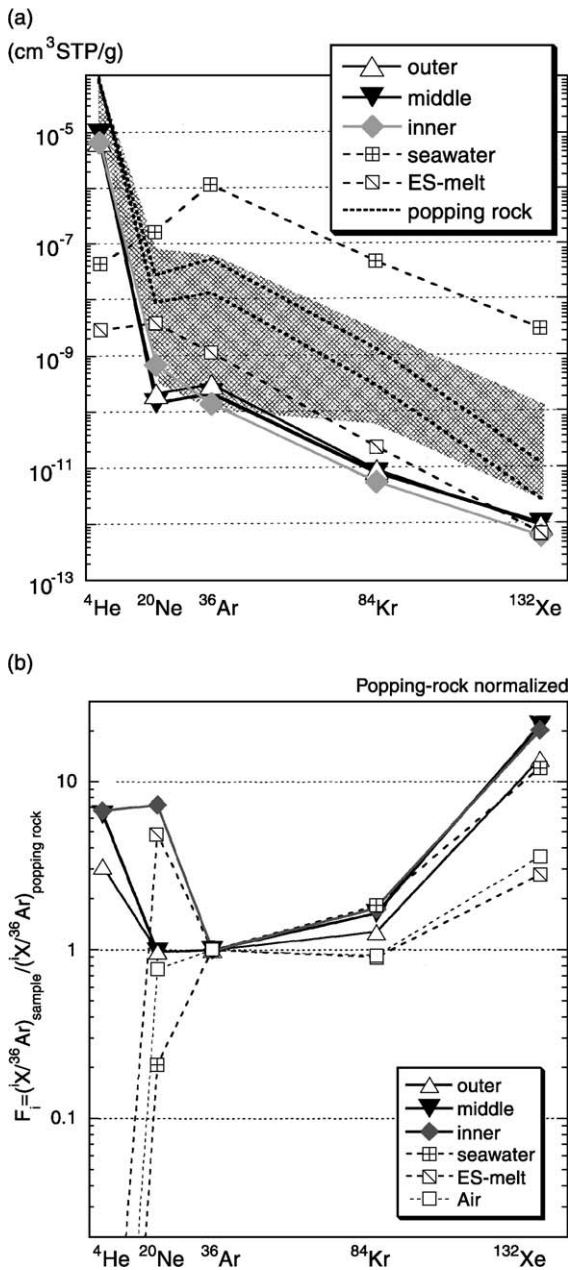 (a)
(cm³STP/g)
outer
middle
inner
seawater
ES-melt
popping rock
10⁻⁵
10⁻⁷
10⁻⁹
10⁻¹¹
10⁻¹³
⁴He ²⁰Ne ³⁶Ar ⁸⁴Kr ¹³²Xe
(b)
Popping-rock normalized
Fᵢ=(ⁱX/³⁶Ar)sample/(ⁱX/³⁶Ar)popping rock
10
1
0.1
outer
middle
inner
seawater
ES-melt
Air
⁴He ²⁰Ne ³⁶Ar ⁸⁴Kr ¹³²Xe